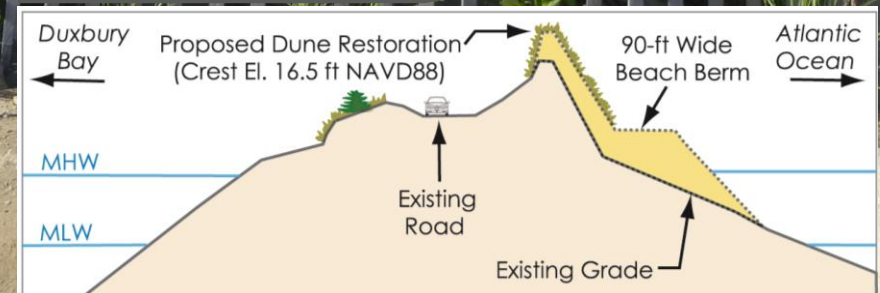 Duxbury
Bay
Proposed Dune Restoration
(Crest El. 16.5 ft NAVD88)
90-ft Wide
Beach Berm
Atlantic
Ocean
MHW
Existing
Road
MLW
Existing Grade